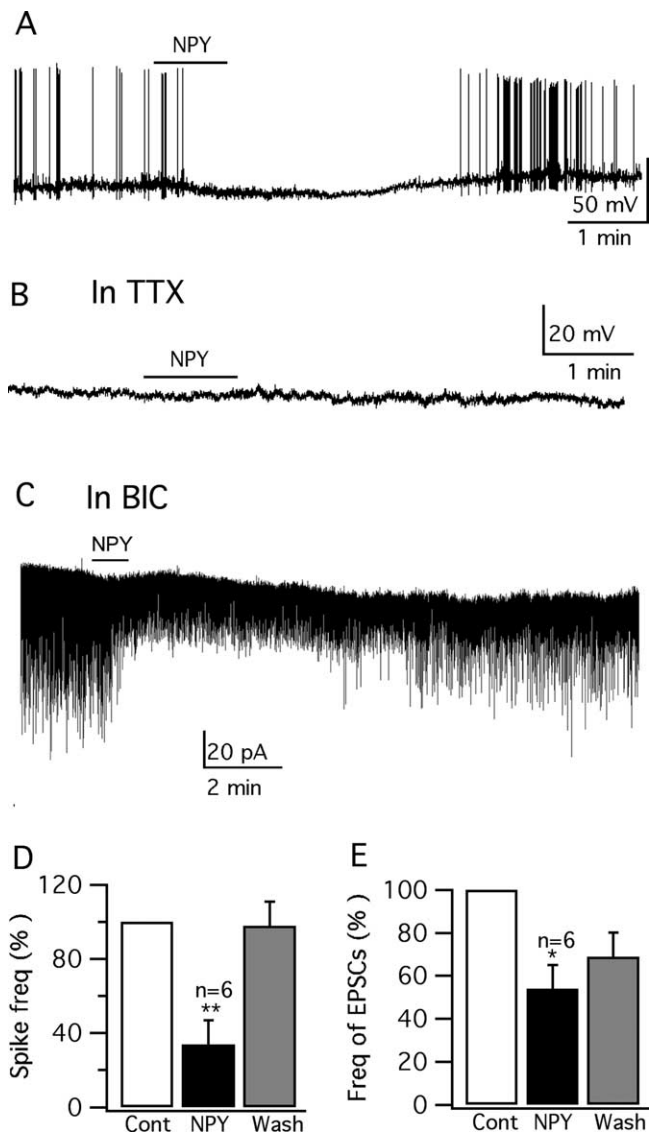 A
NPY
50 mV
1 min
B In TTX
20 mV
1 min
NPY
C In BIC
NPY
20 pA
2 min
D
Spike freq (%)
120
80
40
0
n=6
**
Cont NPY Wash
E
Freq of EPSCs (%)
100
80
60
40
20
0
n=6
*
Cont NPY Wash